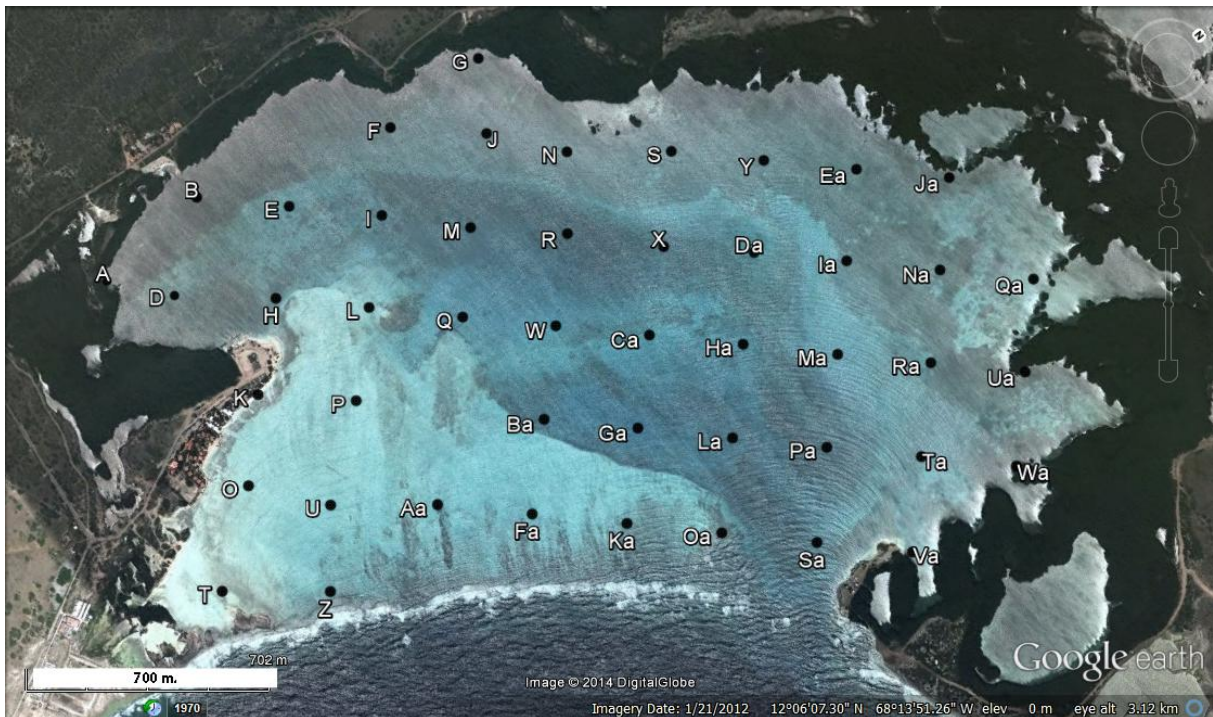 N
G
F
J
N
S
Y
Ea
Ja
B
E
I
M
R
X
Da
Ia
Na
Qa
A
D
H
L
Q
W
Ca
Ha
Ma
Ra
Ua
K
P
Ba
Ga
La
Pa
Ta
Wa
O
U
Aa
Fa
Ka
Oa
Sa
Va
T
Z
702 m
700 m.
Google earth
Image © 2014 DigitalGlobe
1970
Imagery Date: 1/21/2012 12°06'07.30" N 68°13'51.26" W elev 0 m eye alt 3.12 km